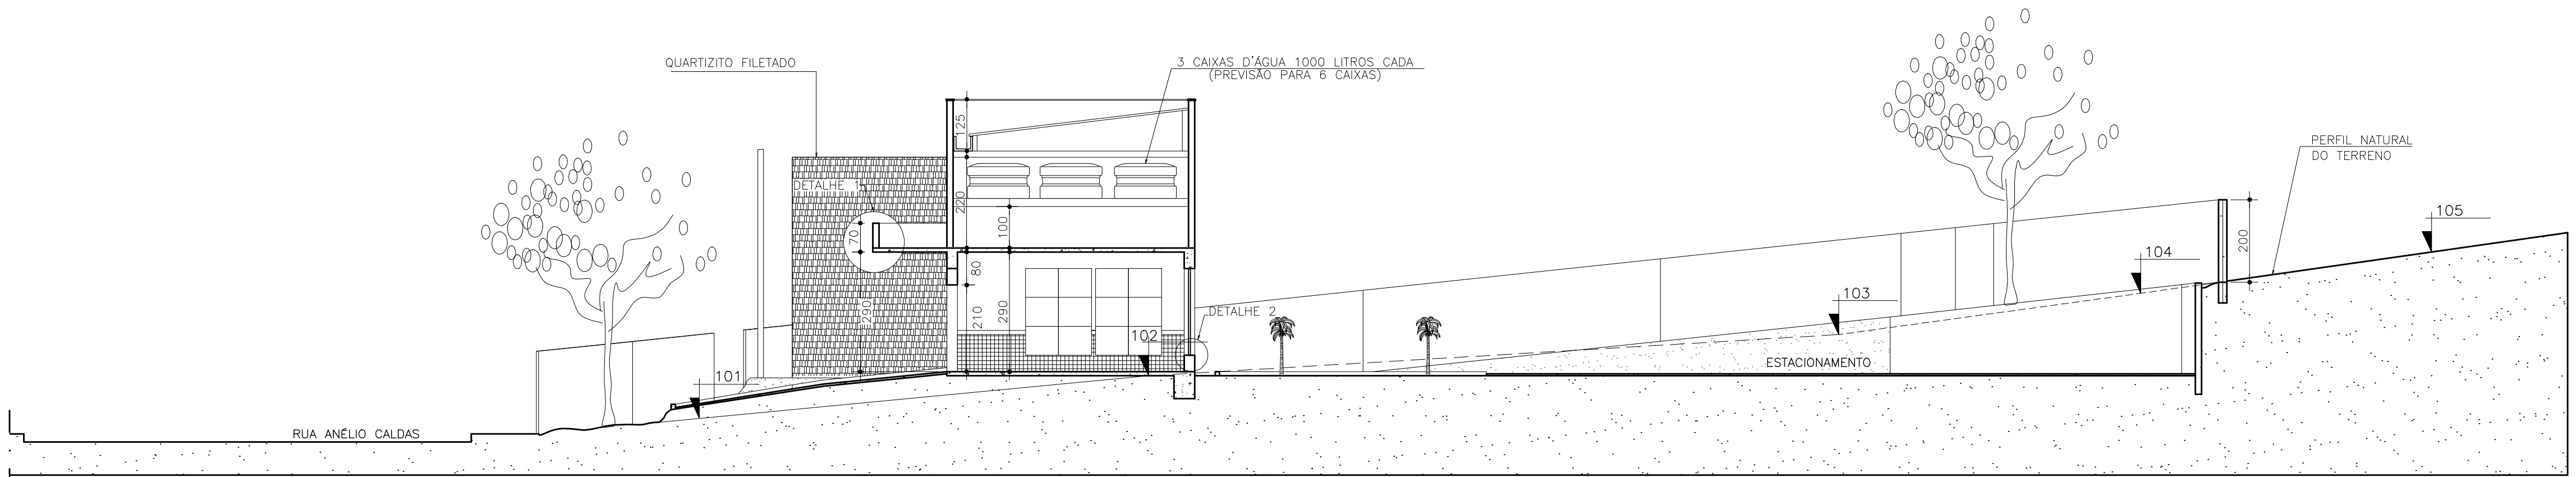 QUARTIZITO FILETADO
3 CAIXAS D'ÁGUA 1000 LITROS CADA
(PREVISÃO PARA 6 CAIXAS)
125
PERFIL NATURAL
DO TERRENO
DETALHE 1
220
100
70
105
200
104
80
290
210
290
103
DETALHE 2
102
ESTACIONAMENTO
101
RUA ANÉLIO CALDAS